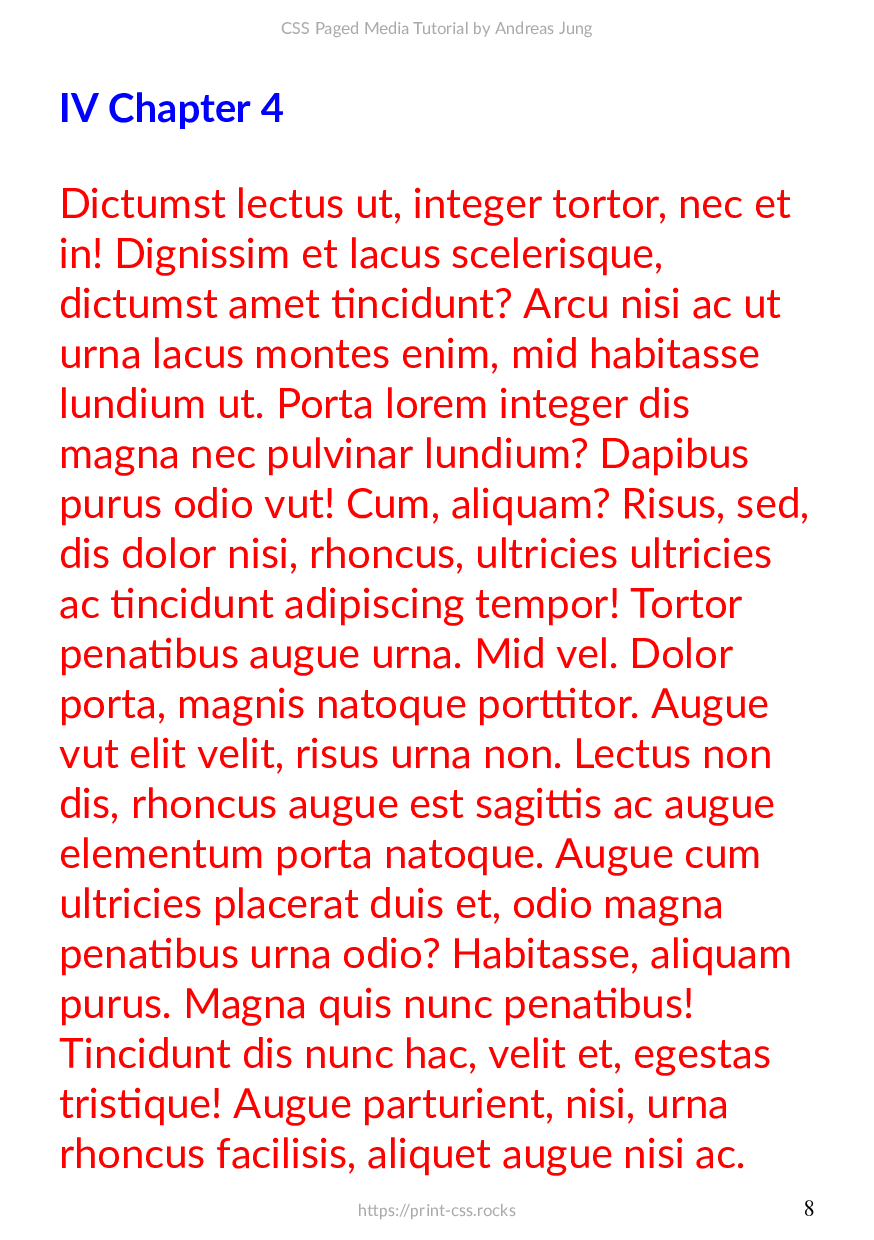 CSS Paged Media Tutorial by Andreas Jung
IV Chapter 4
Dictumst lectus ut, integer tortor, nec et
in! Dignissim et lacus scelerisque,
dictumst amet tincidunt? Arcu nisi ac ut
urna lacus montes enim, mid habitasse
lundium ut. Porta lorem integer dis
magna nec pulvinar lundium? Dapibus
purus odio vut! Cum, aliquam? Risus, sed,
dis dolor nisi, rhoncus, ultricies ultricies
ac tincidunt adipiscing tempor! Tortor
penatibus augue urna. Mid vel. Dolor
porta, magnis natoque porttitor. Augue
vut elit velit, risus urna non. Lectus non
dis, rhoncus augue est sagittis ac augue
elementum porta natoque. Augue cum
ultricies placerat duis et, odio magna
penatibus urna odio? Habitasse, aliquam
purus. Magna quis nunc penatibus!
Tincidunt dis nunc hac, velit et, egestas
tristique! Augue parturient, nisi, urna
rhoncus facilisis, aliquet augue nisi ac.
https://print-css.rocks
8